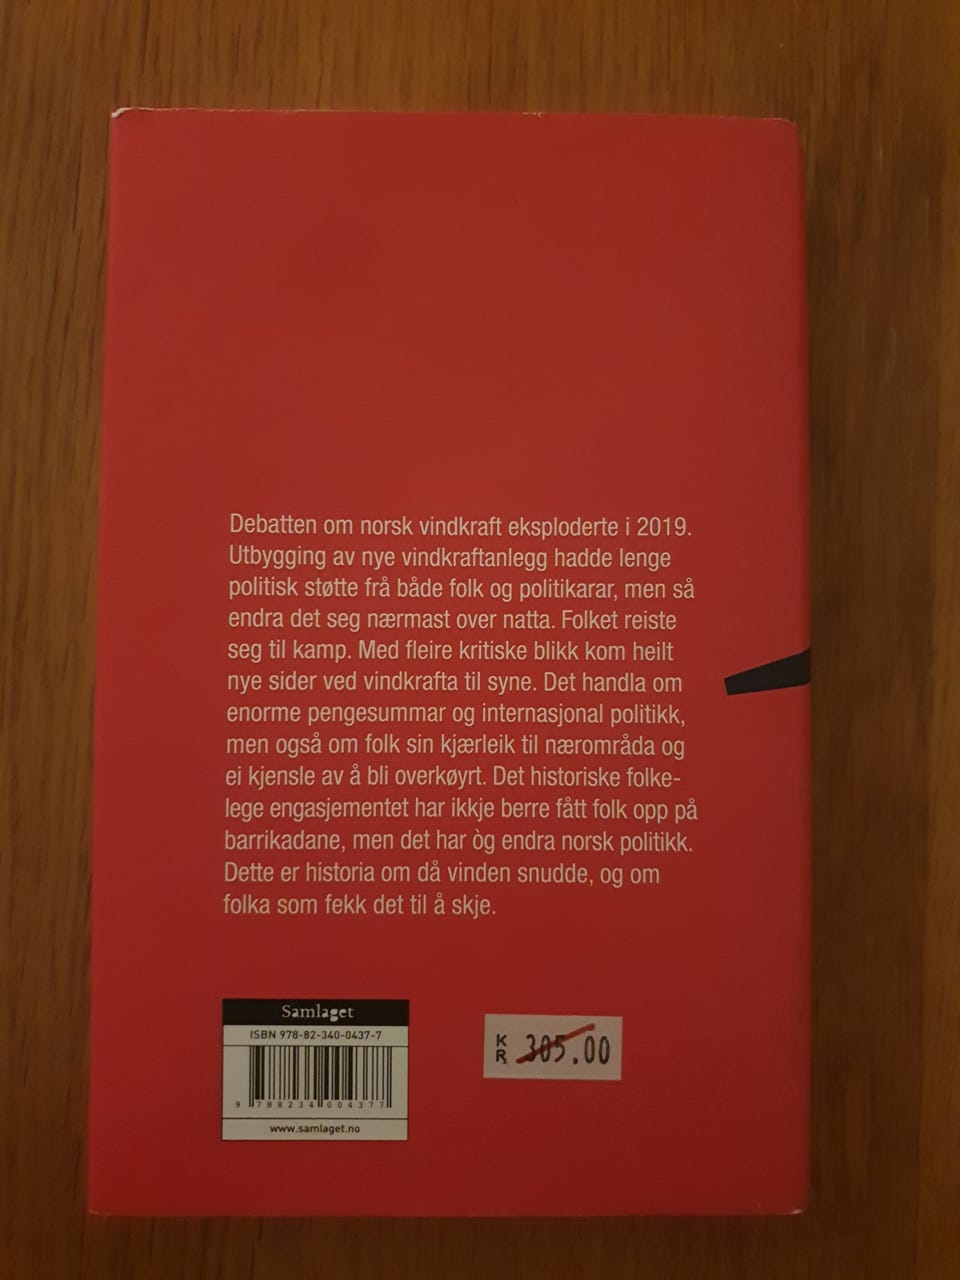 Debatten om norsk vindkraft eksploderte i 2019.
Utbygging av nye vindkraftanlegg hadde lenge
politisk støtte frå både folk og politikarar, men så
endra det seg nærmast over natta. Folket reiste
seg til kamp. Med fleire kritiske blikk kom heilt
nye sider ved vindkrafta til syne. Det handla om
enorme pengesummar og internasjonal politikk,
men også om folk sin kjærleik til nærområda og
ei kjensle av å bli overkøyrt. Det historiske folke-
lege engasjementet har ikkje berre fått folk opp på
barrikadane, men det har òg endra norsk politikk.
Dette er historia om då vinden snudde, og om
folka som fekk det til å skje.
Samlaget
ISBN 978-82-340-0437-7
9 788234 004377
www.samlaget.no
KR 305.00